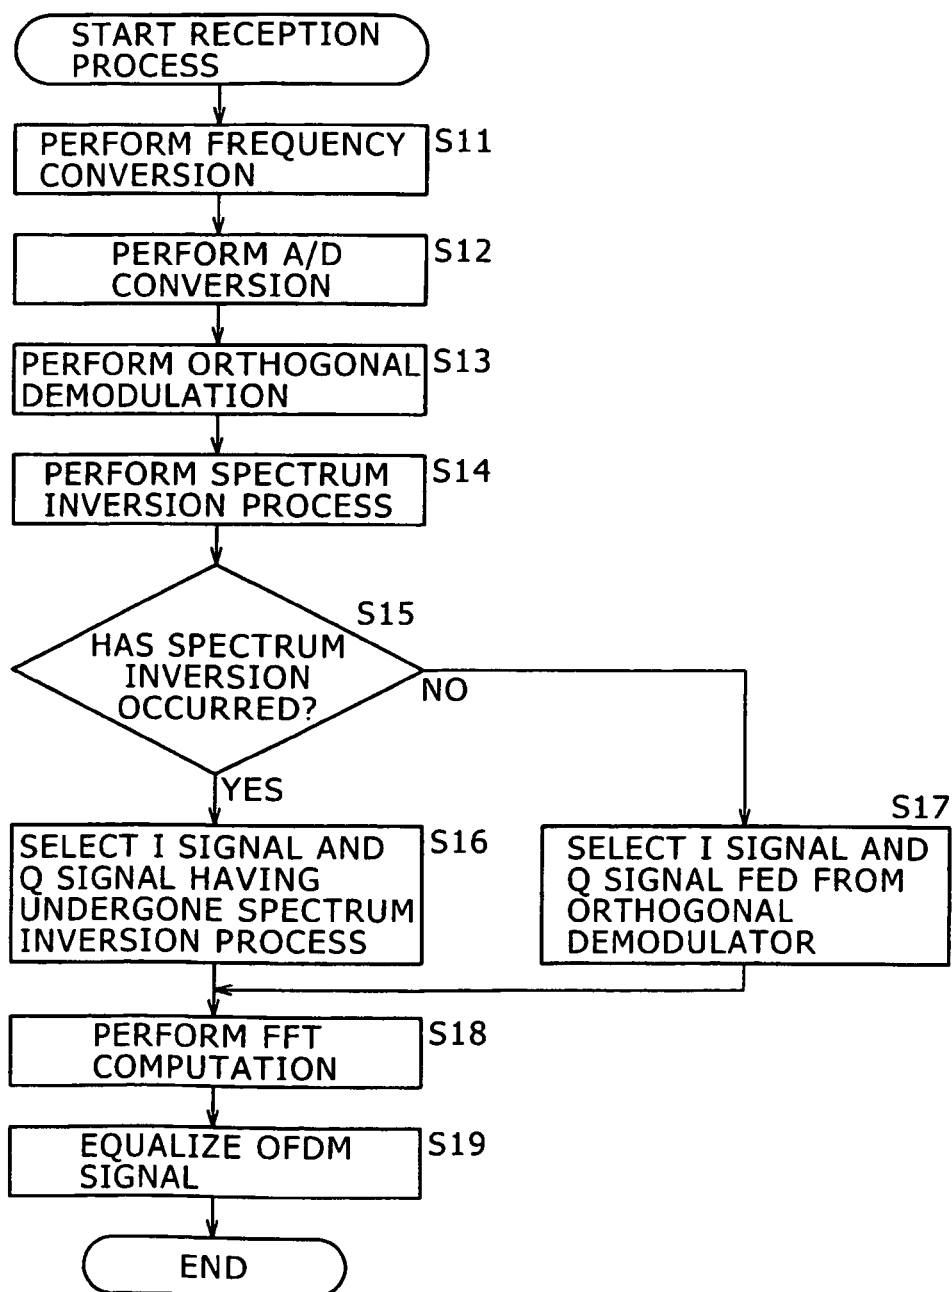 START RECEPTION
PROCESS
PERFORM FREQUENCY
CONVERSION
S11
PERFORM A/D
CONVERSION
S12
PERFORM ORTHOGONAL
DEMODULATION
S13
PERFORM SPECTRUM
INVERSION PROCESS
S14
S15
HAS SPECTRUM
INVERSION
OCCURRED?
NO
YES
SELECT I SIGNAL AND
Q SIGNAL HAVING
UNDERGONE SPECTRUM
INVERSION PROCESS
S16
S17
SELECT I SIGNAL AND
Q SIGNAL FED FROM
ORTHOGONAL
DEMODULATOR
PERFORM FFT
COMPUTATION
S18
EQUALIZE OFDM
SIGNAL
S19
END